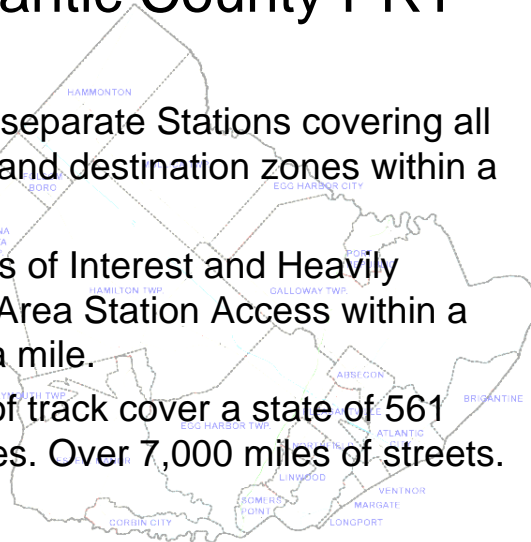 antic County PRT
separate Stations covering all
and destination zones within a
s of Interest and Heavily
Area Station Access within a
a mile.
of track cover a state of 561
es. Over 7,000 miles of streets.
HAMMONTON
BORO
EGG HARBOR CITY
HAMILTON TWP.
GALLOWAY TWP.
ABSECON
BRIGANTINE
EGG HARBOR TWP.
ATLANTIC
LINWOOD
SOMERS
POINT
VENTNOR
MARGATE
LONGPORT
CORBIN CITY